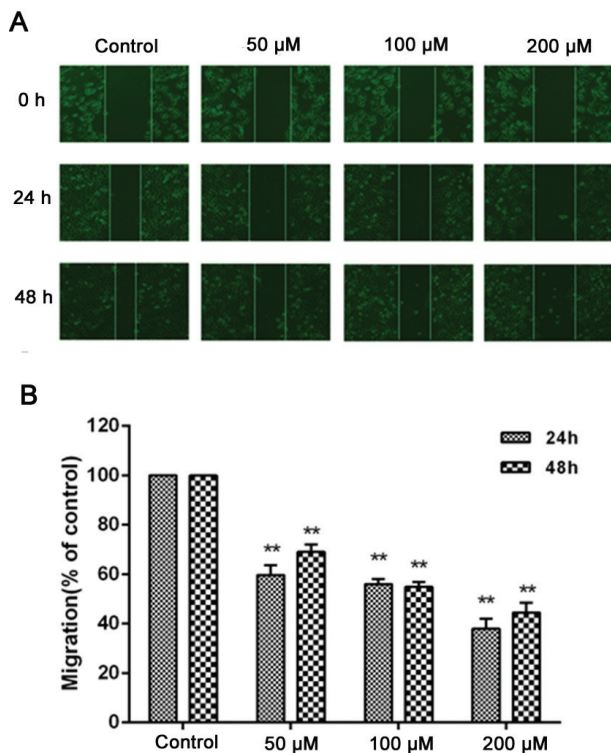 A
Control 50 µM 100 µM 200 µM
0 h
24 h
48 h
B
120
100
80
60
40
20
0
Migration(% of control)
24h
48h
** **
** **
** **
Control 50 µM 100 µM 200 µM